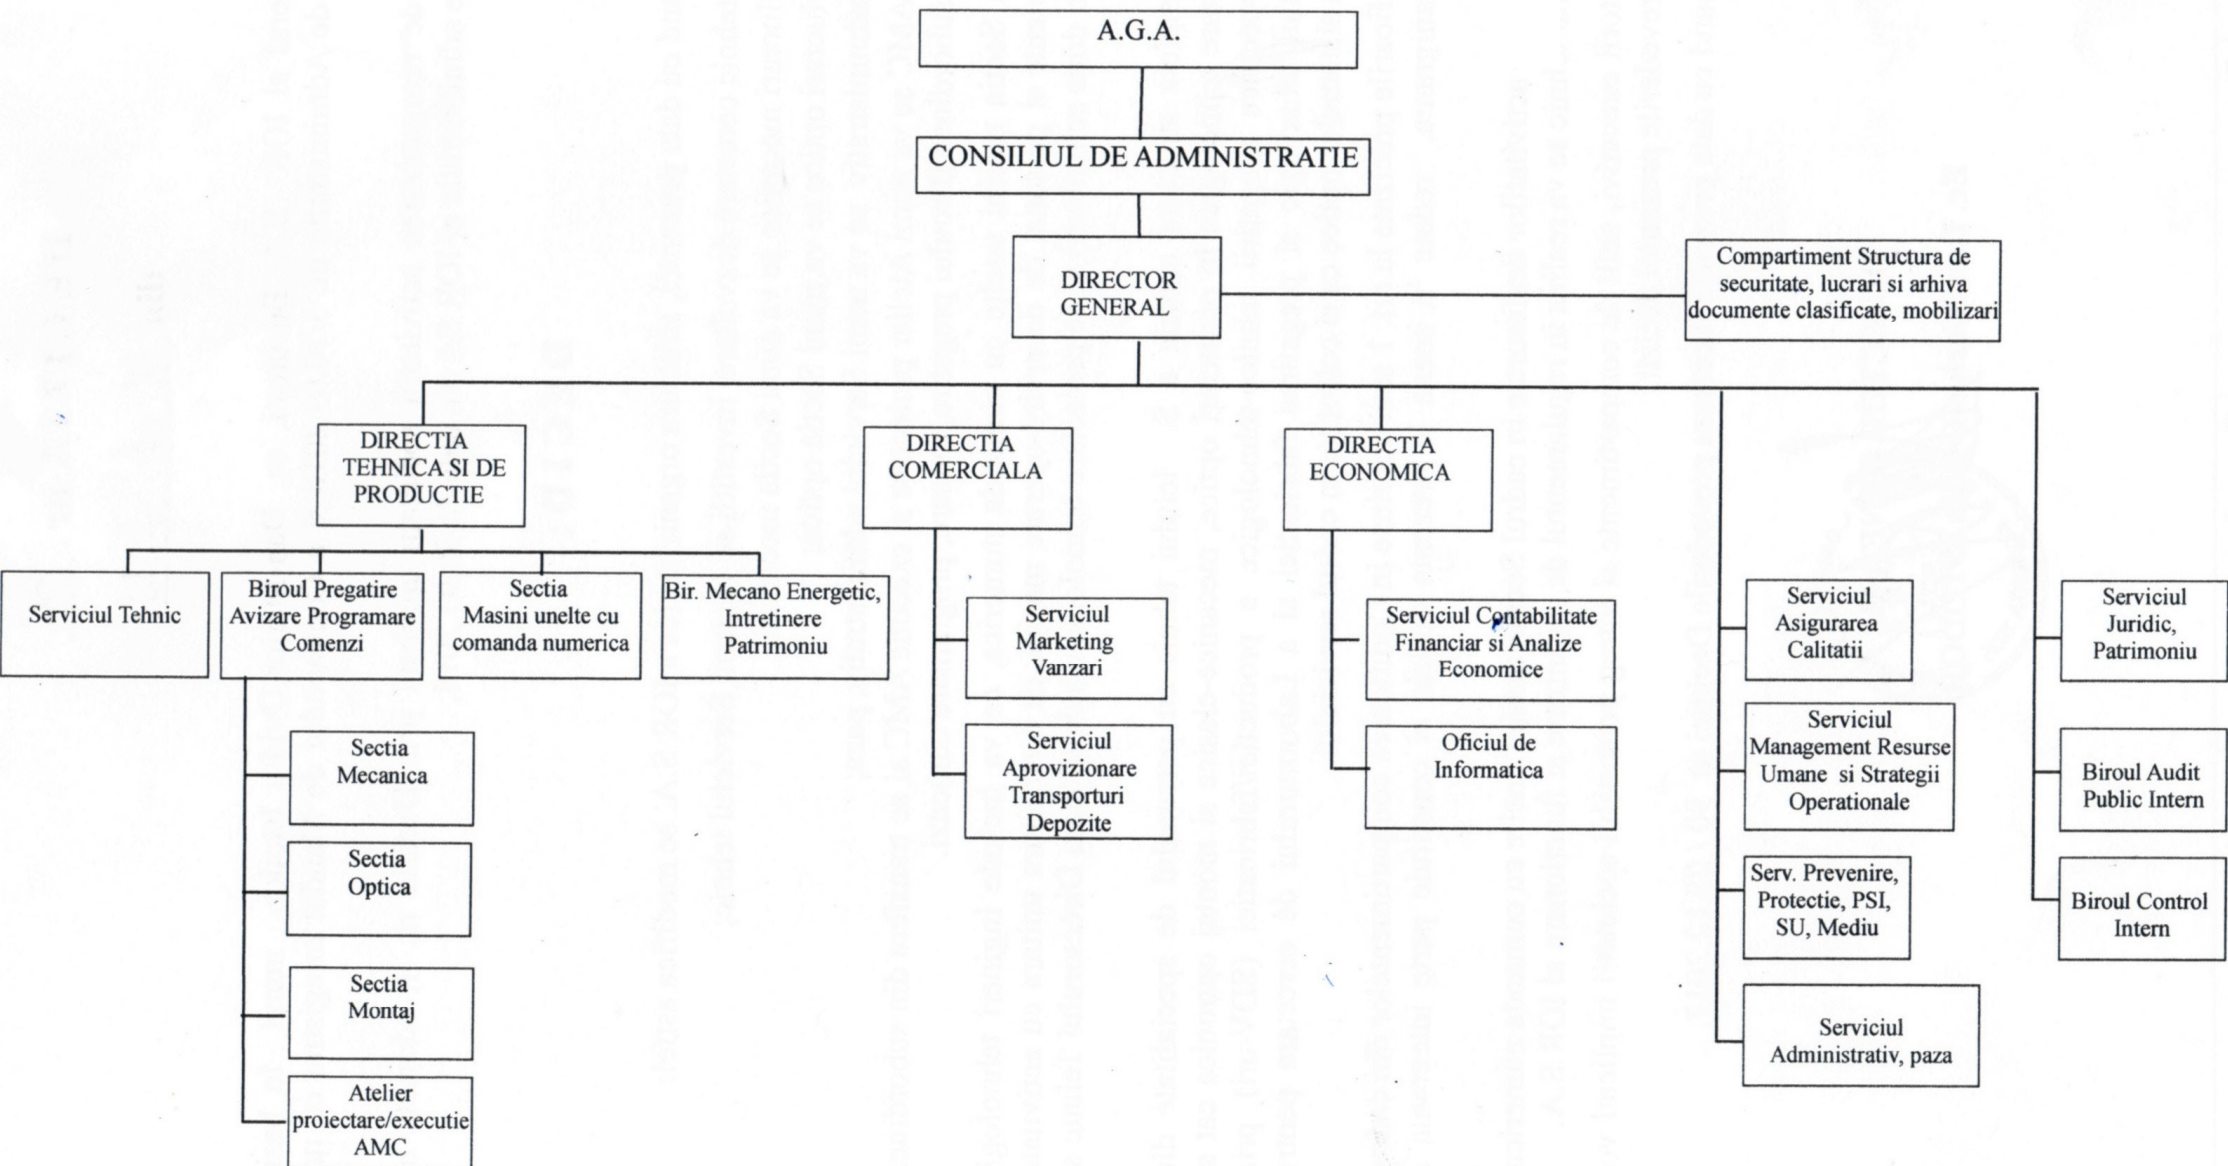 A.G.A.
CONSILIUL DE ADMINISTRATIE
DIRECTOR
GENERAL
Compartiment Structura de
securitate, lucrari si arhiva
documente clasificate, mobilizari
DIRECTIA
TEHNICA SI DE
PRODUCTIE
DIRECTIA
COMERCIALA
DIRECTIA
ECONOMICA
Serviciul Tehnic
Biroul Pregatire
Avizare Programare
Comenzi
Sectia
Masini unelte cu
comanda numerica
Bir. Mecano Energetic,
Intretinere
Patrimoniu
Sectia
Mecanica
Sectia
Optica
Sectia
Montaj
Atelier
proiectare/executie
AMC
Serviciul
Marketing
Vanzari
Serviciul
Aprovizionare
Transporturi
Depozite
Serviciul Contabilitate
Financiar si Analize
Economice
Oficiul de
Informatica
Serviciul
Asigurarea
Calitatii
Serviciul
Management Resurse
Umane si Strategii
Operationale
Serv. Prevenire,
Protectie, PSI,
SU, Mediu
Serviciul
Administrativ, paza
Serviciul
Juridic,
Patrimoniu
Biroul Audit
Public Intern
Biroul Control
Intern